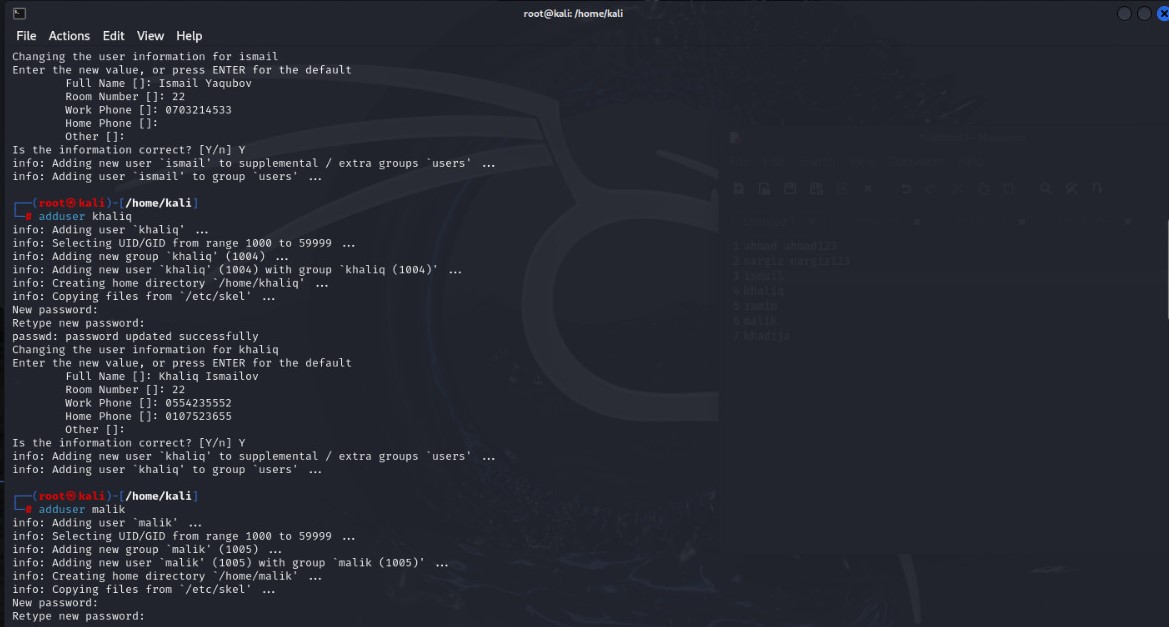 root@kali: /home/kali
File Actions Edit View Help
Changing the user information for ismail
Enter the new value, or press ENTER for the default
Full Name []: Ismail Yaqubov
Room Number []: 22
Work Phone []: 0703214533
Home Phone []:
Other []:
Is the information correct? [Y/n] Y
info: Adding new user `ismail' to supplemental / extra groups `users' ...
info: Adding user `ismail' to group `users' ...
┌──(root㉿kali)-[/home/kali]
└─# adduser khaliq
info: Adding user `khaliq' ...
info: Selecting UID/GID from range 1000 to 59999 ...
info: Adding new group `khaliq' (1004) ...
info: Adding new user `khaliq' (1004) with group `khaliq (1004)' ...
info: Creating home directory `/home/khaliq' ...
info: Copying files from `/etc/skel' ...
New password:
Retype new password:
passwd: password updated successfully
Changing the user information for khaliq
Enter the new value, or press ENTER for the default
Full Name []: Khaliq Ismailov
Room Number []: 22
Work Phone []: 0554235552
Home Phone []: 0107523655
Other []:
Is the information correct? [Y/n] Y
info: Adding new user `khaliq' to supplemental / extra groups `users' ...
info: Adding user `khaliq' to group `users' ...
┌──(root㉿kali)-[/home/kali]
└─# adduser malik
info: Adding user `malik' ...
info: Selecting UID/GID from range 1000 to 59999 ...
info: Adding new group `malik' (1005) ...
info: Adding new user `malik' (1005) with group `malik (1005)' ...
info: Creating home directory `/home/malik' ...
info: Copying files from `/etc/skel' ...
New password:
Retype new password:
1 ahmad ahmad123
2 nargiz nargiz123
3 ismail
4 khaliq
5 ramin
6 malik
7 khadija